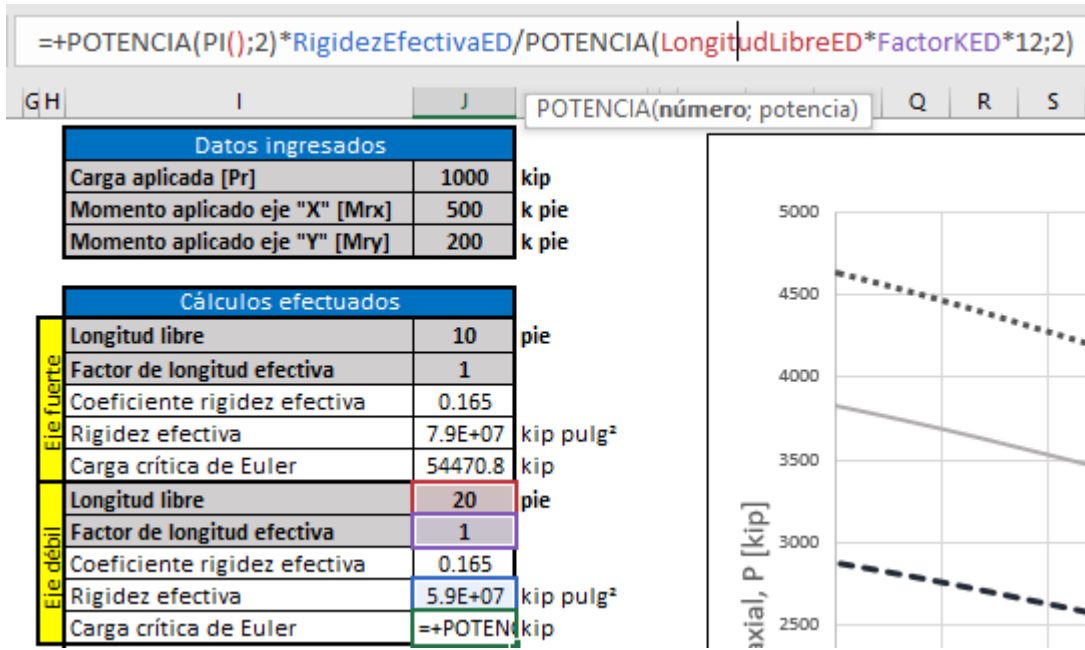 =+POTENCIA(PI();2)*RigidezEfectivaED/POTENCIA(LongitudLibreED*FactorKED*12;2)
G H I J Q R S
POTENCIA(número; potencia)
Datos ingresados
Carga aplicada [Pr] 1000 kip
Momento aplicado eje "X" [Mrx] 500 k pie
Momento aplicado eje "Y" [Mry] 200 k pie
Cálculos efectuados
Eje fuerte
Longitud libre 10 pie
Factor de longitud efectiva 1
Coeficiente rigidez efectiva 0.165
Rigidez efectiva 7.9E+07 kip pulg²
Carga crítica de Euler 54470.8 kip
Eje débil
Longitud libre 20 pie
Factor de longitud efectiva 1
Coeficiente rigidez efectiva 0.165
Rigidez efectiva 5.9E+07 kip pulg²
Carga crítica de Euler =+POTEN kip
5000
4500
4000
3500
3000
2500
axial, P [kip]